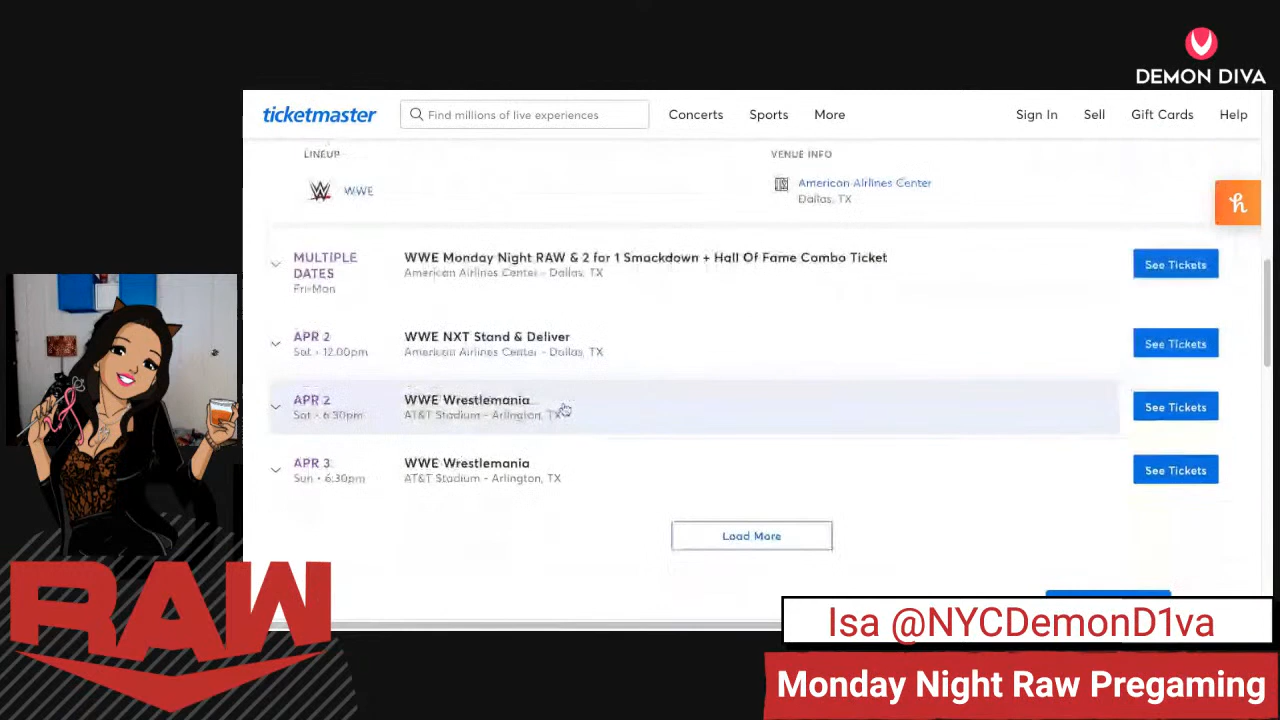 DEMON DIVA
ticketmaster
Find millions of live experiences
Concerts
Sports
More
Sign In
Sell
Gift Cards
Help
LINEUP
VENUE INFO
WWE
American Airlines Center
Dallas, TX
MULTIPLE DATES
Fri-Mon
WWE Monday Night RAW & 2 for 1 Smackdown + Hall Of Fame Combo Ticket
American Airlines Center - Dallas, TX
See Tickets
APR 2
Sat • 12:00pm
WWE NXT Stand & Deliver
American Airlines Center - Dallas, TX
See Tickets
APR 2
Sat • 6:30pm
WWE Wrestlemania
AT&T Stadium - Arlington, TX
See Tickets
APR 3
Sun • 6:30pm
WWE Wrestlemania
AT&T Stadium - Arlington, TX
See Tickets
Load More
RAW
Isa @NYCDemonD1va
Monday Night Raw Pregaming